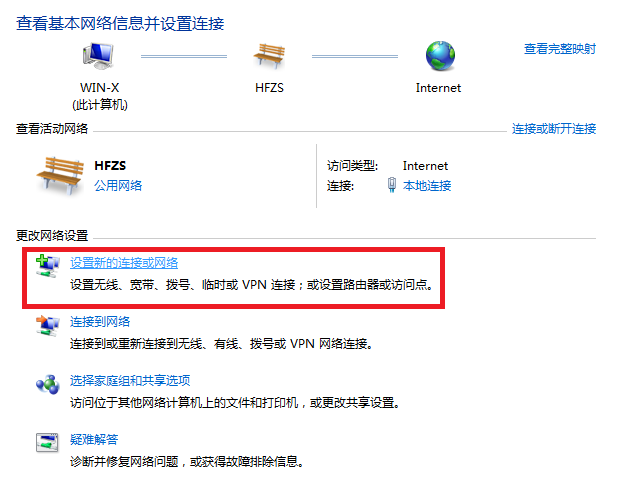 查看基本网络信息并设置连接
查看完整映射
WIN-X
(此计算机)
HFZS
Internet
查看活动网络
连接或断开连接
HFZS
公用网络
访问类型:
Internet
连接:
本地连接
更改网络设置
设置新的连接或网络
设置无线、宽带、拨号、临时或 VPN 连接；或设置路由器或访问点。
连接到网络
连接到或重新连接到无线、有线、拨号或 VPN 网络连接。
选择家庭组和共享选项
访问位于其他网络计算机上的文件和打印机，或更改共享设置。
疑难解答
诊断并修复网络问题，或获得故障排除信息。